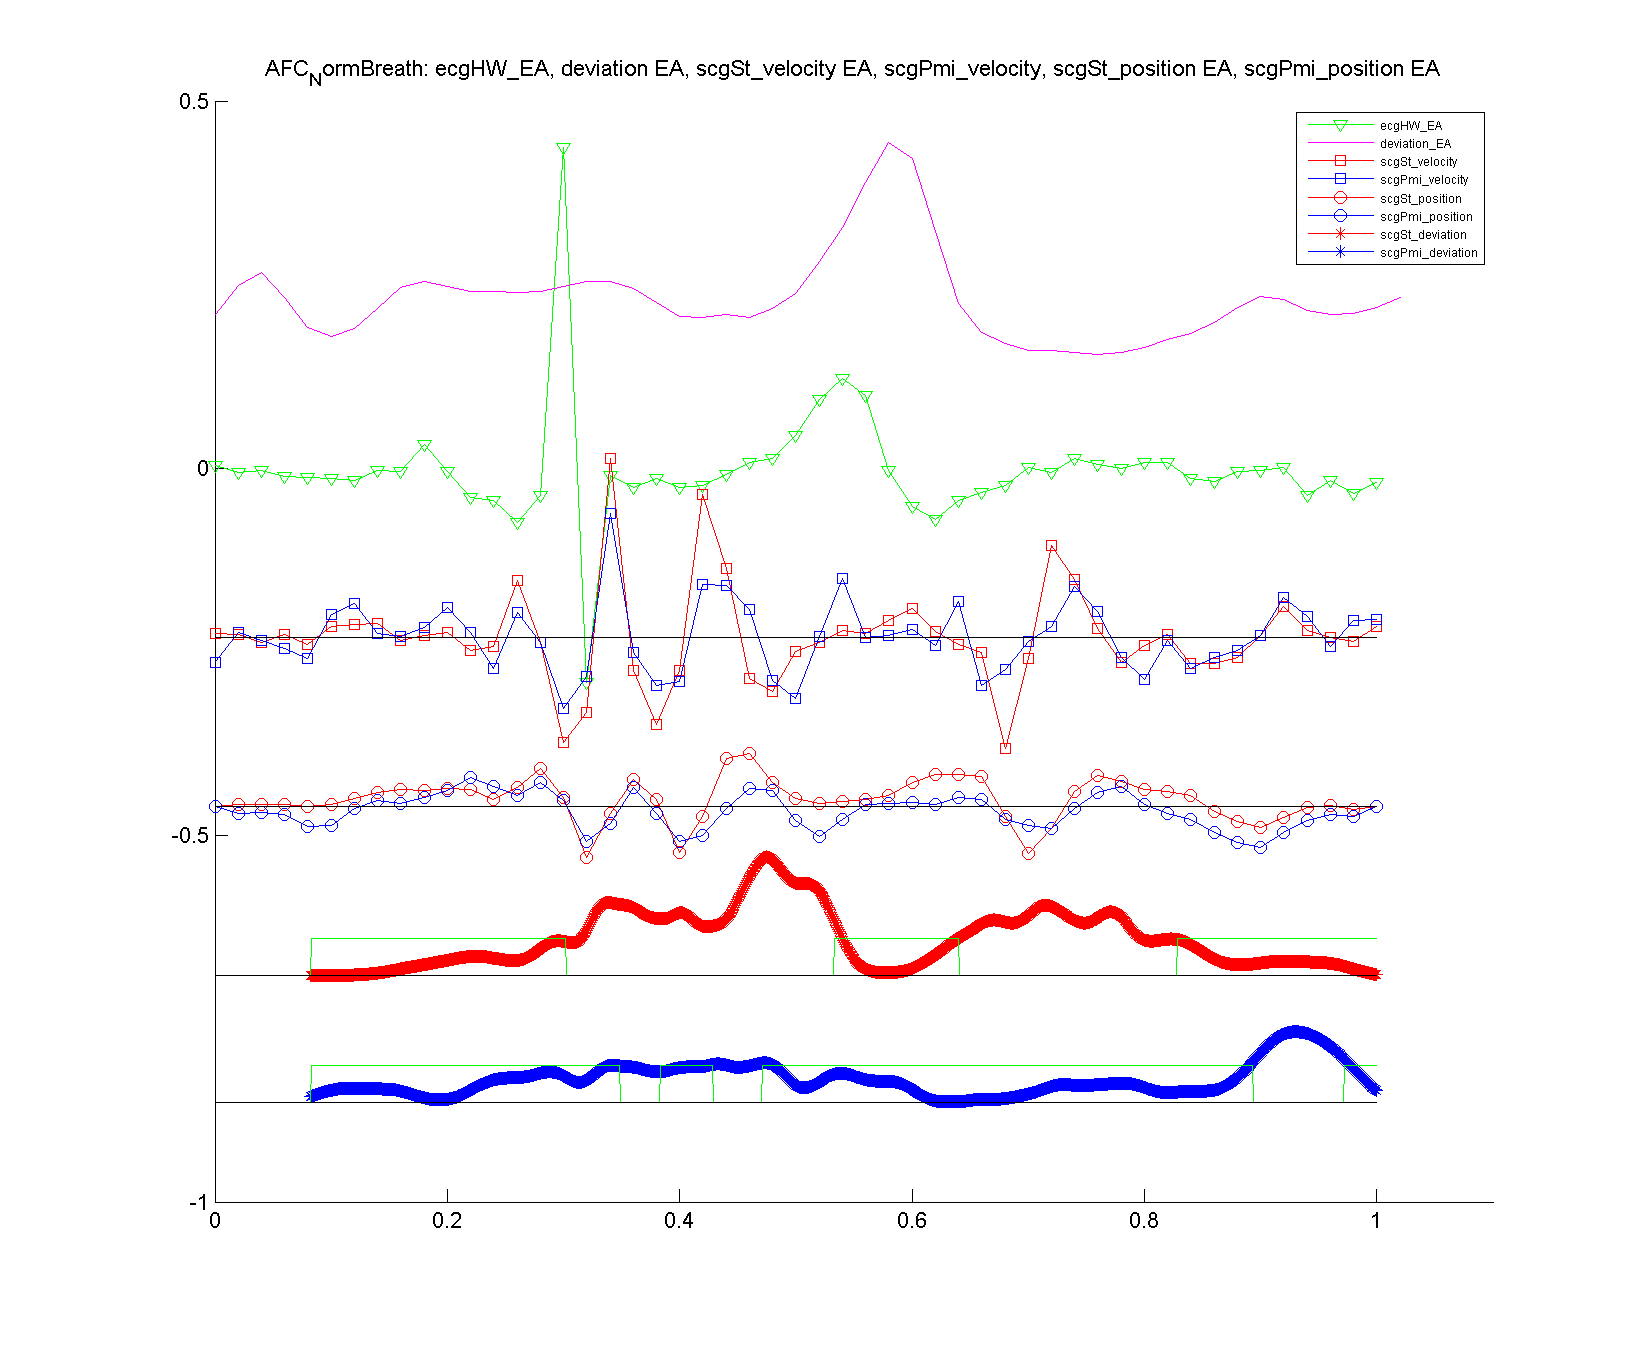 AFC_NormBreath: ecgHW_EA, deviation EA, scgSt_velocity EA, scgPmi_velocity, scgSt_position EA, scgPmi_position EA
0.5
ecgHW_EA
deviation_EA
scgSt_velocity
scgPmi_velocity
scgSt_position
scgPmi_position
scgSt_deviation
scgPmi_deviation
0
-0.5
-1
0 0.2 0.4 0.6 0.8 1